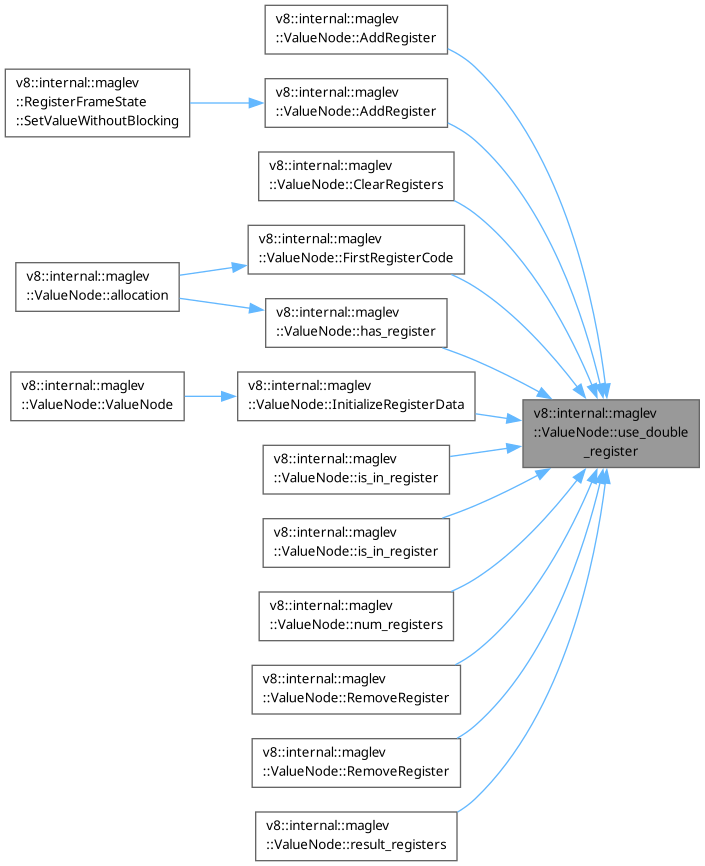 v8::internal::maglev
::ValueNode::AddRegister
v8::internal::maglev
::RegisterFrameState
::SetValueWithoutBlocking
v8::internal::maglev
::ValueNode::AddRegister
v8::internal::maglev
::ValueNode::ClearRegisters
v8::internal::maglev
::ValueNode::FirstRegisterCode
v8::internal::maglev
::ValueNode::allocation
v8::internal::maglev
::ValueNode::has_register
v8::internal::maglev
::ValueNode::ValueNode
v8::internal::maglev
::ValueNode::InitializeRegisterData
v8::internal::maglev
::ValueNode::use_double
_register
v8::internal::maglev
::ValueNode::is_in_register
v8::internal::maglev
::ValueNode::is_in_register
v8::internal::maglev
::ValueNode::num_registers
v8::internal::maglev
::ValueNode::RemoveRegister
v8::internal::maglev
::ValueNode::RemoveRegister
v8::internal::maglev
::ValueNode::result_registers